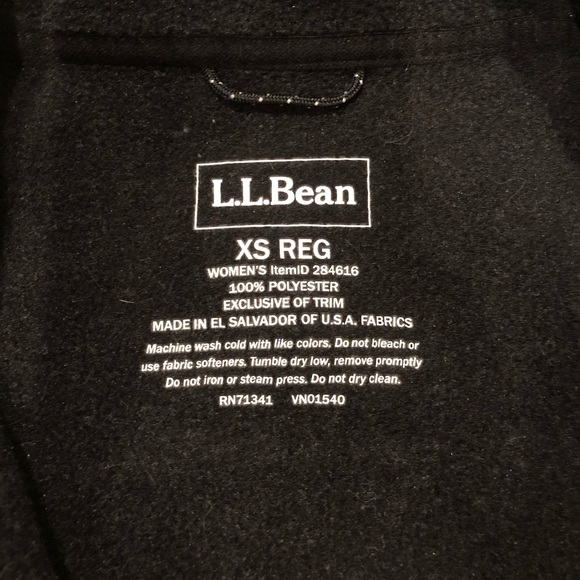 L.L.Bean
XS REG
WOMEN'S ItemID 284616
100% POLYESTER
EXCLUSIVE OF TRIM
MADE IN EL SALVADOR OF U.S.A. FABRICS
Machine wash cold with like colors. Do not bleach or
use fabric softeners. Tumble dry low, remove promptly
Do not iron or steam press. Do not dry clean.
RN71341 VN01540